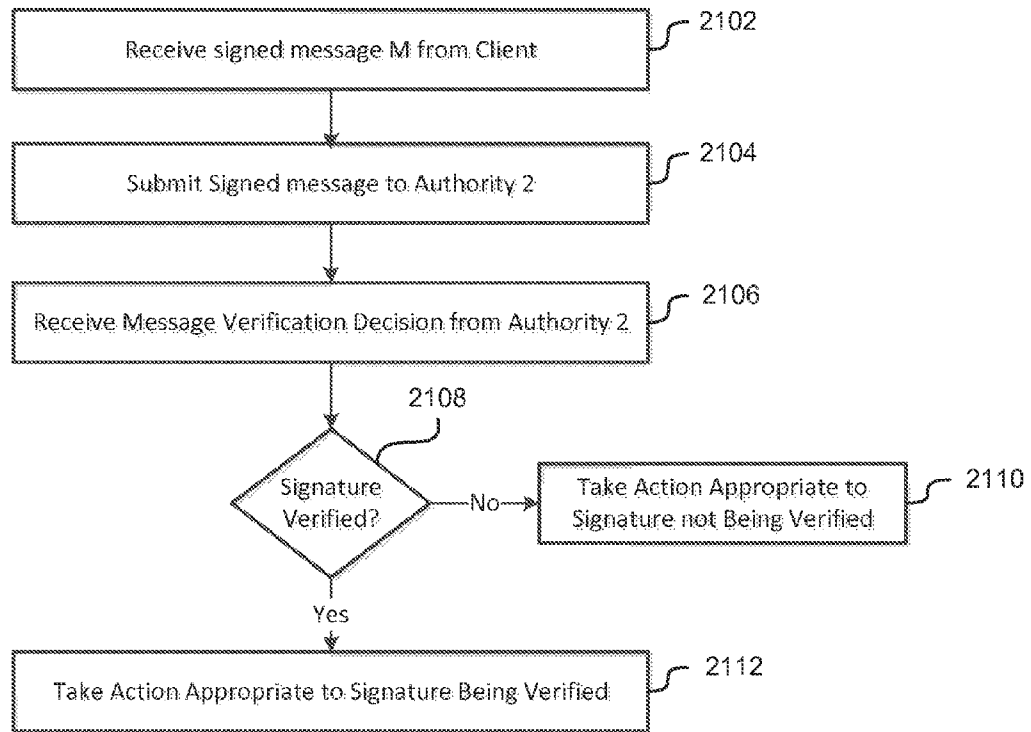 2102
Receive signed message M from Client
2104
Submit Signed message to Authority 2
2106
Receive Message Verification Decision from Authority 2
2108
Signature
Verified?
No
Take Action Appropriate to
Signature not Being Verified
2110
Yes
2112
Take Action Appropriate to Signature Being Verified